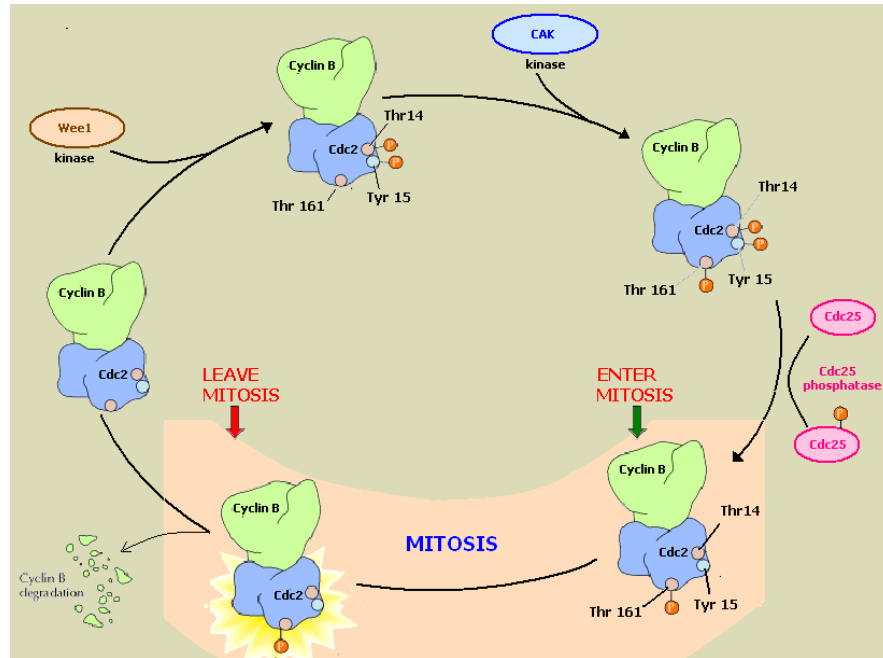 Cyclin B
CAK
kinase
Wee1
kinase
Thr14
Cdc2
P
P
Thr 161
Tyr 15
Cyclin B
Thr14
Cdc2
P
P
Thr 161
Tyr 15
P
Cyclin B
Cdc2
Cdc25
Cdc25
phosphatase
P
Cdc25
LEAVE
MITOSIS
ENTER
MITOSIS
Cyclin B
Thr14
Cdc2
Thr 161
Tyr 15
P
MITOSIS
Cyclin B
Cdc2
P
Cyclin B
degradation